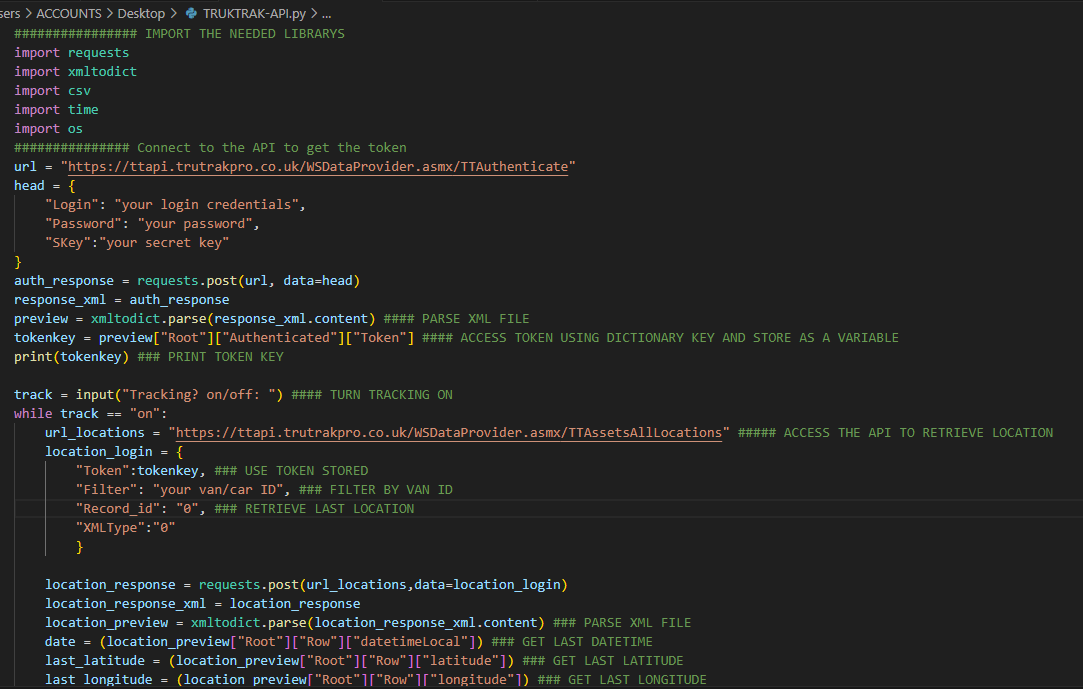 sers > ACCOUNTS > Desktop > TRUKTRAK-API.py > ...
################ IMPORT THE NEEDED LIBRARYS
import requests
import xmltodict
import csv
import time
import os
############### Connect to the API to get the token
url = "https://ttapi.trutrakpro.co.uk/WSDataProvider.asmx/TTAuthenticate"
head = {
    "Login": "your login credentials",
    "Password": "your password",
    "SKey":"your secret key"
}
auth_response = requests.post(url, data=head)
response_xml = auth_response
preview = xmltodict.parse(response_xml.content) #### PARSE XML FILE
tokenkey = preview["Root"]["Authenticated"]["Token"] #### ACCESS TOKEN USING DICTIONARY KEY AND STORE AS A VARIABLE
print(tokenkey) ### PRINT TOKEN KEY

track = input("Tracking? on/off: ") #### TURN TRACKING ON
while track == "on":
    url_locations = "https://ttapi.trutrakpro.co.uk/WSDataProvider.asmx/TTAssetsAllLocations" ##### ACCESS THE API TO RETRIEVE LOCATION
    location_login = {
        "Token":tokenkey, ### USE TOKEN STORED
        "Filter": "your van/car ID", ### FILTER BY VAN ID
        "Record_id": "0", ### RETRIEVE LAST LOCATION
        "XMLType":"0"
        }

    location_response = requests.post(url_locations,data=location_login)
    location_response_xml = location_response
    location_preview = xmltodict.parse(location_response_xml.content) ### PARSE XML FILE
    date = (location_preview["Root"]["Row"]["datetimeLocal"]) ### GET LAST DATETIME
    last_latitude = (location_preview["Root"]["Row"]["latitude"]) ### GET LAST LATITUDE
    last_longitude = (location_preview["Root"]["Row"]["longitude"]) ### GET LAST LONGITUDE